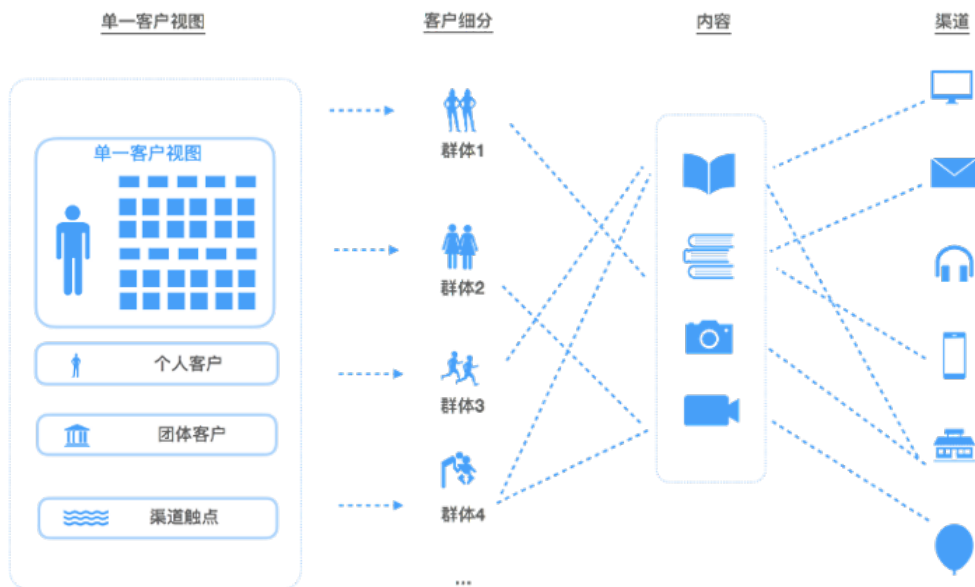 单一客户视图
客户细分
内容
渠道
单一客户视图
群体1
群体2
个人客户
群体3
团体客户
群体4
渠道触点
...